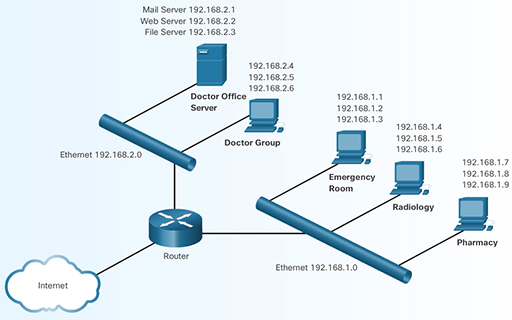 Mail Server 192.168.2.1
Web Server 192.168.2.2
File Server 192.168.2.3
Doctor Office
Server
192.168.2.4
192.168.2.5
192.168.2.6
Doctor Group
Ethernet 192.168.2.0
192.168.1.1
192.168.1.2
192.168.1.3
Emergency
Room
192.168.1.4
192.168.1.5
192.168.1.6
Radiology
192.168.1.7
192.168.1.8
192.168.1.9
Pharmacy
Router
Ethernet 192.168.1.0
Internet